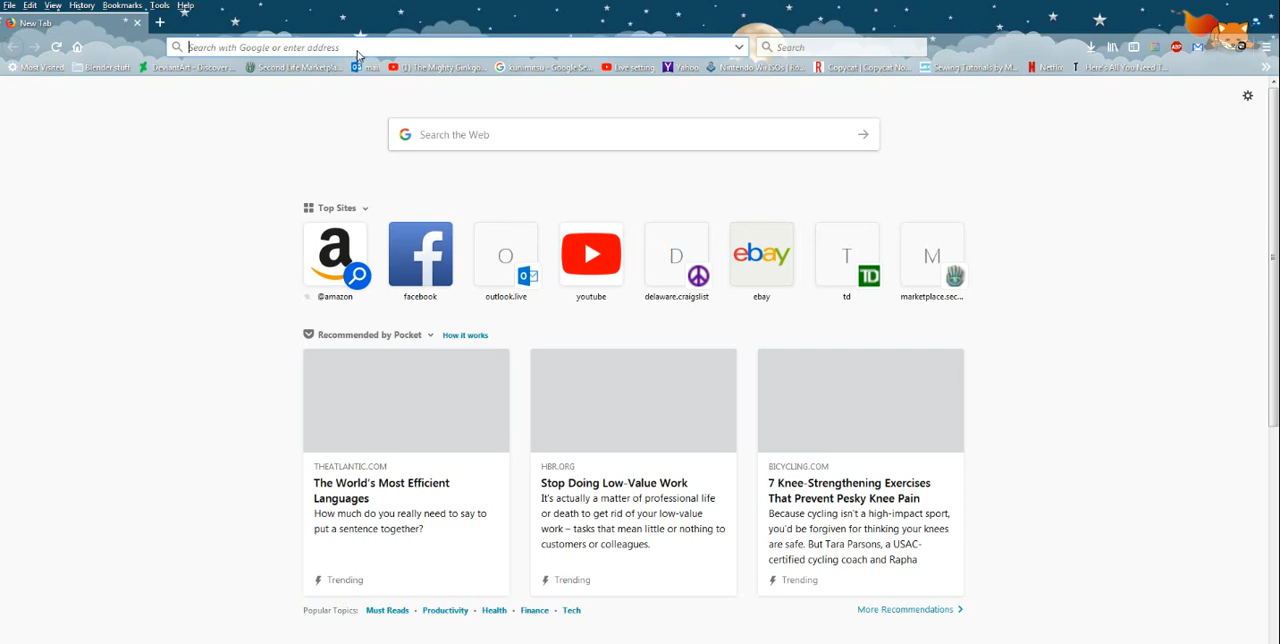 File Edit View History Bookmarks Tools Help
New Tab
Search with Google or enter address
Search
Most Visited Blender stuff DeviantArt - Discover ... Second Life Marketpla... mail () The Mighty Ginkgo... kunimitsu - Google Se... Live setting Yahoo Nintendo Wii ISOs | Ro... Copycat | Copycat No... Sewing Tutorials by M... Netflix Here's All You Need T...
Search the Web
Top Sites
@amazon facebook outlook.live youtube delaware.craigslist ebay td marketplace.sec...
Recommended by Pocket How it works
THEATLANTIC.COM
The World's Most Efficient
Languages
How much do you really need to say to
put a sentence together?
Trending
HBR.ORG
Stop Doing Low-Value Work
It's actually a matter of professional life
or death to get rid of your low-value
work – tasks that mean little or nothing to
customers or colleagues.
Trending
BICYCLING.COM
7 Knee-Strengthening Exercises
That Prevent Pesky Knee Pain
Because cycling isn't a high-impact sport,
you'd be forgiven for thinking your knees
are safe. But Tara Parsons, a USAC-
certified cycling coach and Rapha
Trending
Popular Topics: Must Reads · Productivity · Health · Finance · Tech
More Recommendations